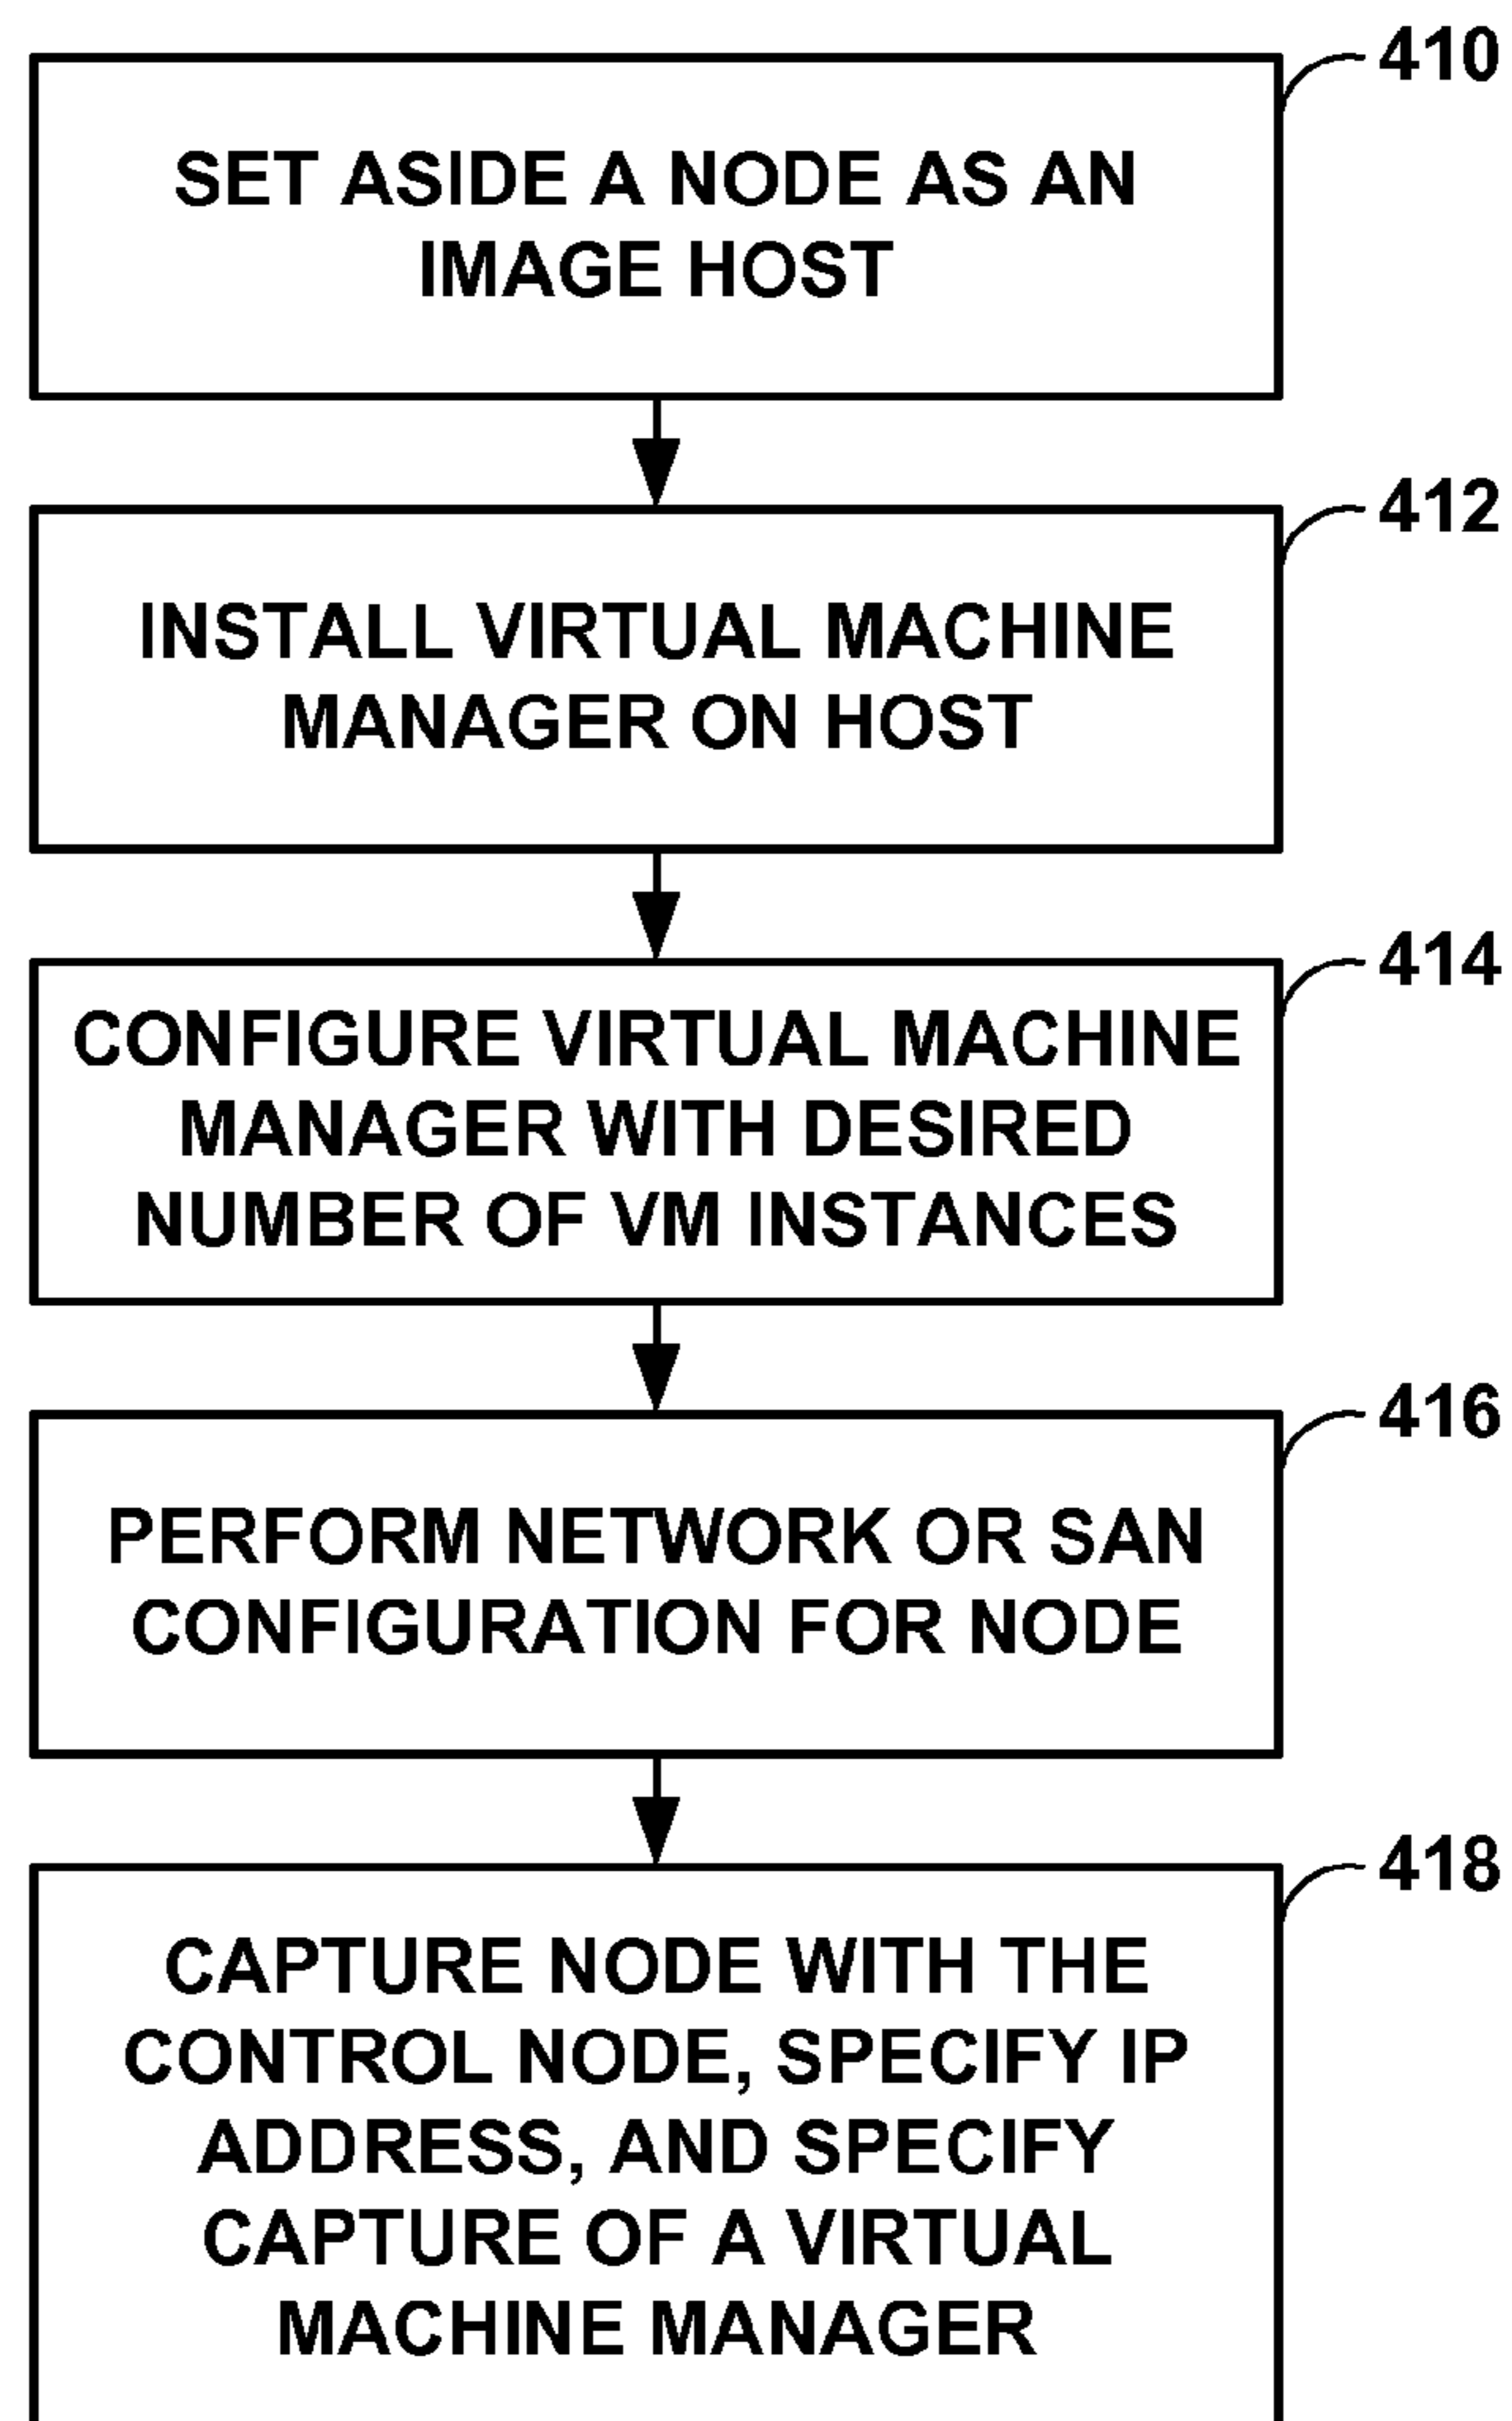 410
SET ASIDE A NODE AS AN
IMAGE HOST
412
INSTALL VIRTUAL MACHINE
MANAGER ON HOST
414
CONFIGURE VIRTUAL MACHINE
MANAGER WITH DESIRED
NUMBER OF VM INSTANCES
416
PERFORM NETWORK OR SAN
CONFIGURATION FOR NODE
418
CAPTURE NODE WITH THE
CONTROL NODE, SPECIFY IP
ADDRESS, AND SPECIFY
CAPTURE OF A VIRTUAL
MACHINE MANAGER